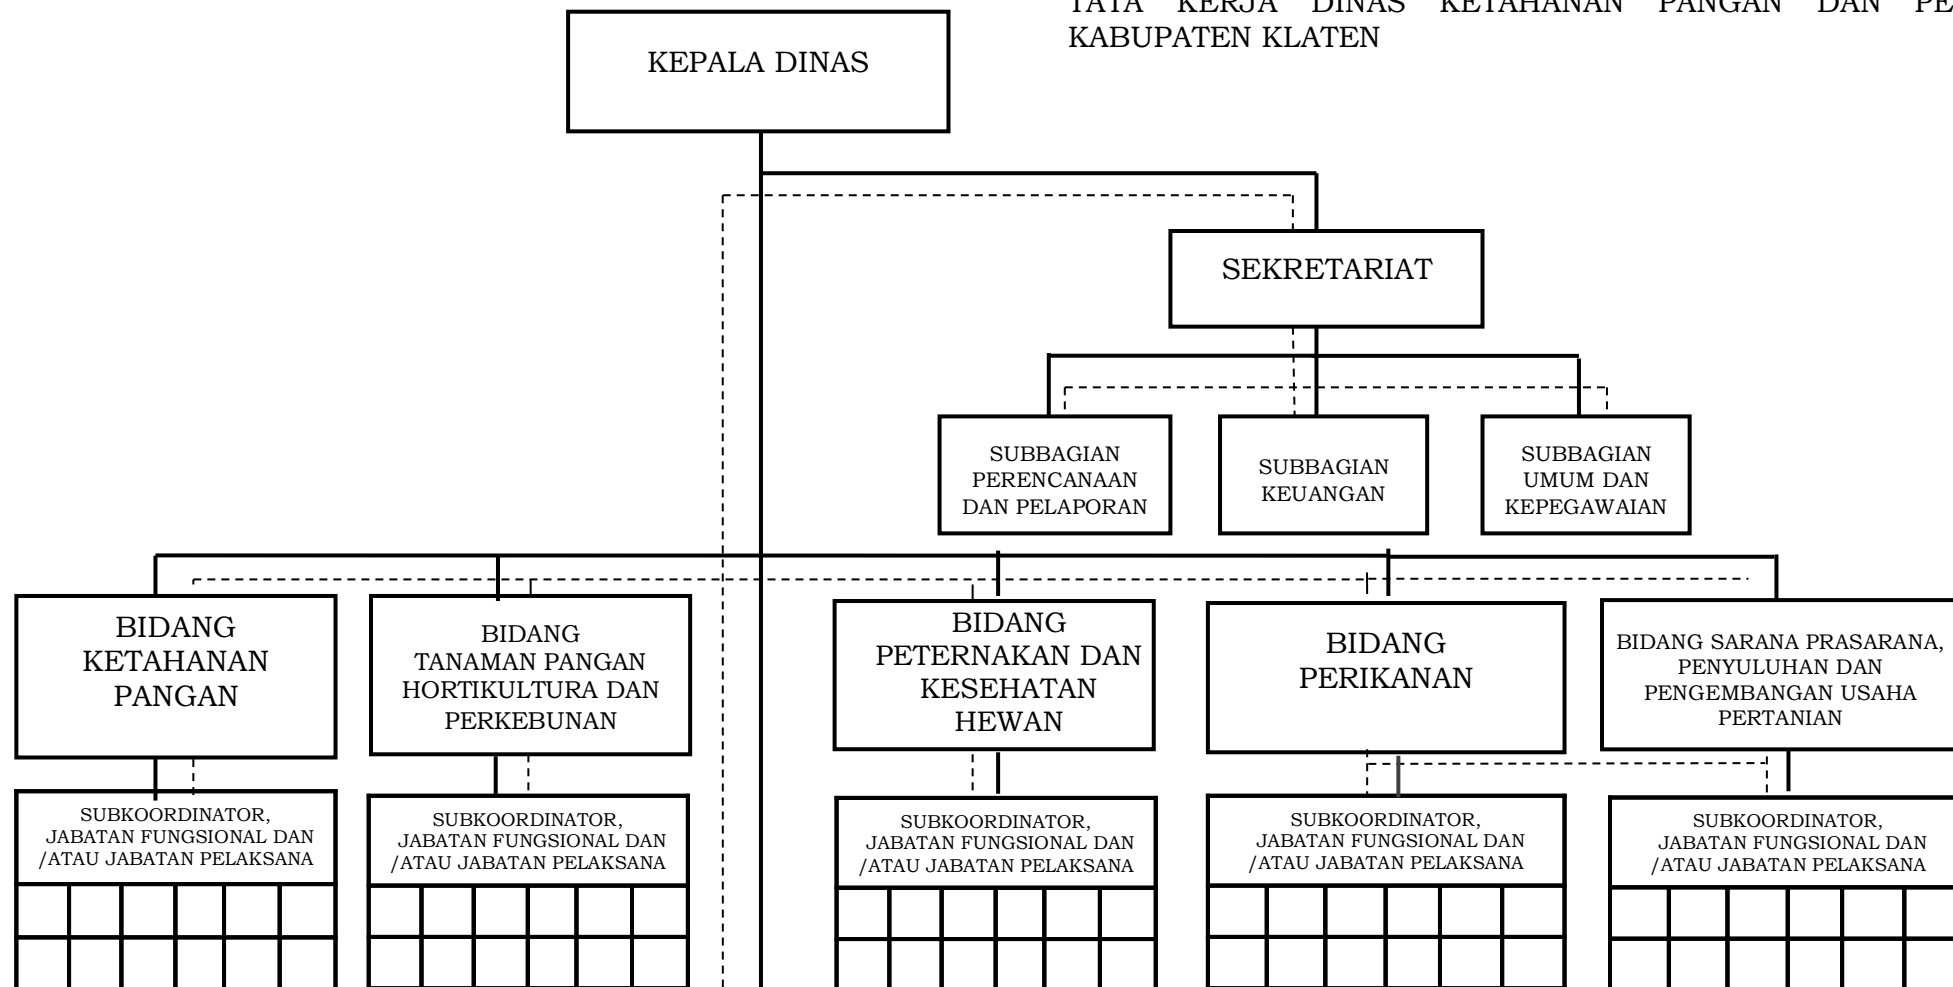 TATA KERJA DINAS KETAHANAN PANGAN DAN
KABUPATEN KLATEN
KEPALA DINAS
SEKRETARIAT
SUBBAGIAN
PERENCANAAN
DAN PELAPORAN
SUBBAGIAN
KEUANGAN
SUBBAGIAN
UMUM DAN
KEPEGAWAIAN
BIDANG
KETAHANAN
PANGAN
BIDANG
TANAMAN PANGAN
HORTIKULTURA DAN
PERKEBUNAN
BIDANG
PETERNAKAN DAN
KESEHATAN
HEWAN
BIDANG
PERIKANAN
BIDANG SARANA PRASARANA,
PENYULUHAN DAN
PENGEMBANGAN USAHA
PERTANIAN
SUBKOORDINATOR,
JABATAN FUNGSIONAL DAN
/ATAU JABATAN PELAKSANA
SUBKOORDINATOR,
JABATAN FUNGSIONAL DAN
/ATAU JABATAN PELAKSANA
SUBKOORDINATOR,
JABATAN FUNGSIONAL DAN
/ATAU JABATAN PELAKSANA
SUBKOORDINATOR,
JABATAN FUNGSIONAL DAN
/ATAU JABATAN PELAKSANA
SUBKOORDINATOR,
JABATAN FUNGSIONAL DAN
/ATAU JABATAN PELAKSANA